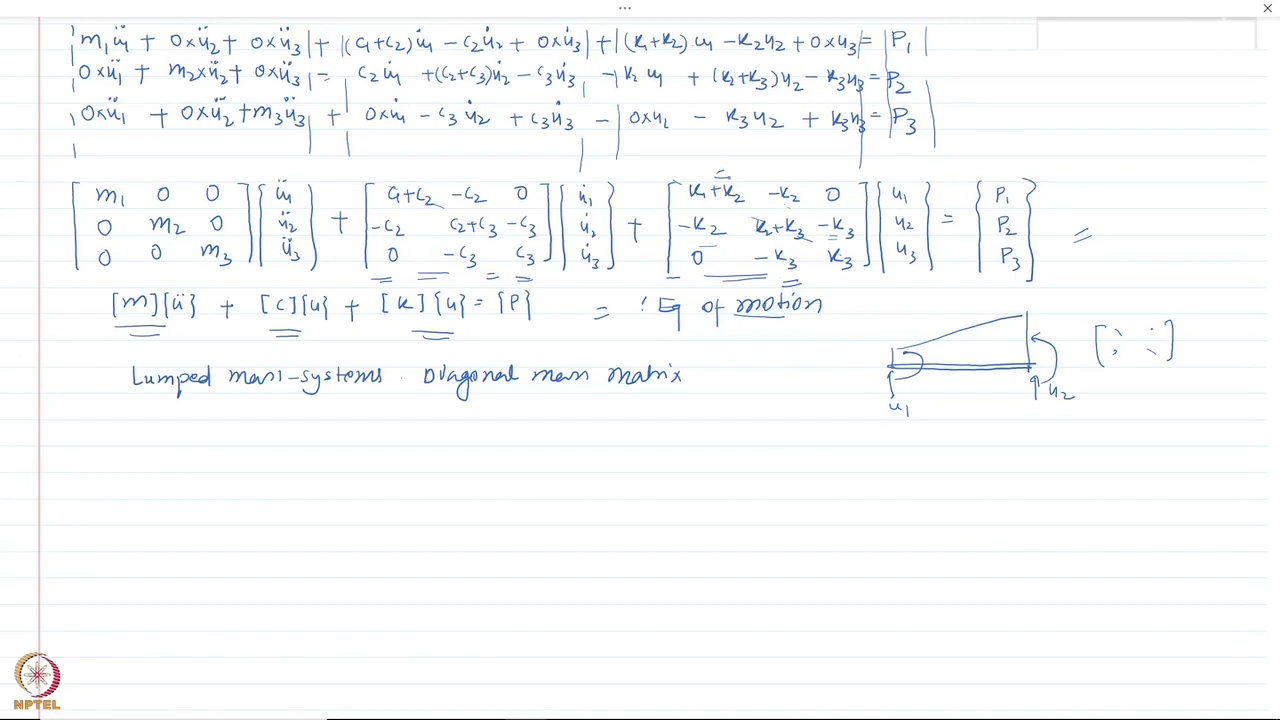 m₁ü₁ + 0×ü₂ + 0×ü₃ + (c₁+c₂)u̇₁ − c₂u̇₂ + 0×u̇₃ + (k₁+k₂)u₁ − k₂u₂ + 0×u₃ = P₁
0×ü₁ + m₂×ü₂ + 0×ü₃ = c₂u̇₁ + (c₂+c₃)u̇₂ − c₃u̇₃ − k₂u₁ + (k₂+k₃)u₂ − k₃u₃ = P₂
0×ü₁ + 0×ü₂ + m₃ü₃ + 0×u̇₁ − c₃u̇₂ + c₃u̇₃ − 0×u₁ − k₃u₂ + k₃u₃ = P₃
[m₁ 0 0] {ü₁} + [c₁+c₂ −c₂ 0] {u̇₁} + [k₁+k₂ −k₂ 0] {u₁} = {P₁}
[0 m₂ 0] {ü₂} [−c₂ c₂+c₃ −c₃] {u̇₂} [−k₂ k₂+k₃ −k₃] {u₂} {P₂} =
[0 0 m₃] {ü₃} [0 −c₃ c₃] {u̇₃} [0 −k₃ k₃] {u₃} {P₃}
[m]{ü} + [c]{u̇} + [k]{u} = {P} = : Eq of motion
Lumped mass-systems. Diagonal mass matrix
u₁ u₂
NPTEL